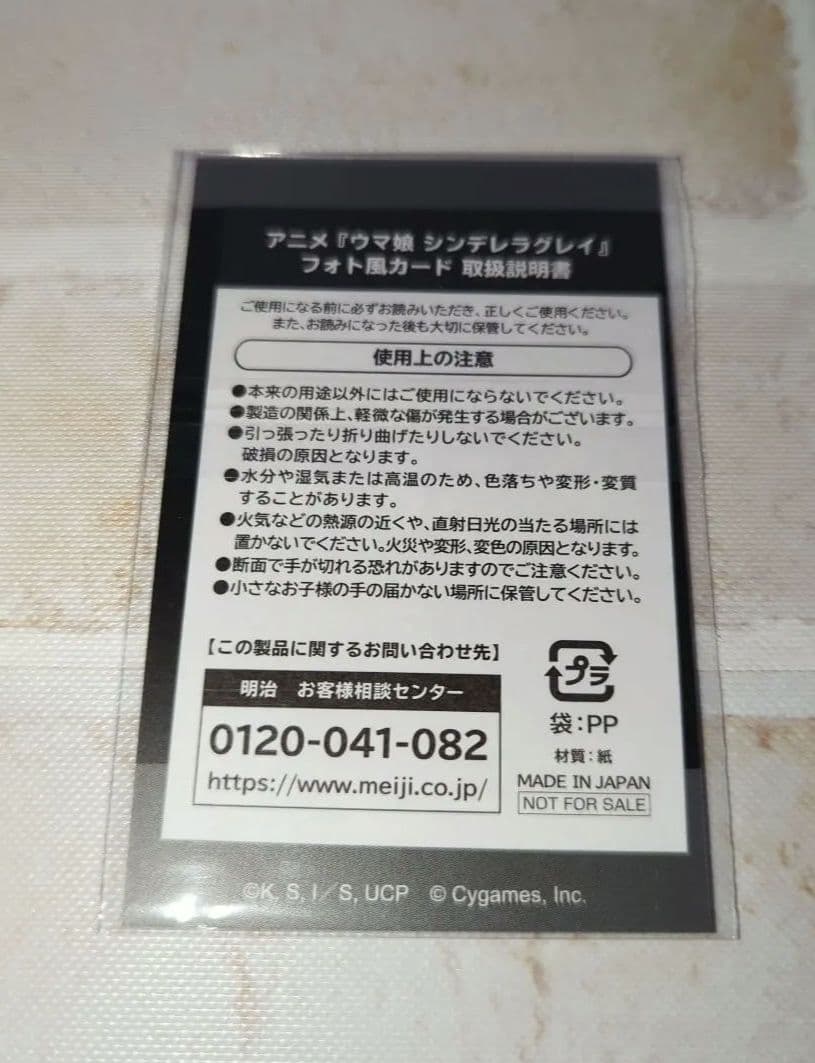 アニメ『ウマ娘 シンデレラグレイ』
フォト風カード 取扱説明書
ご使用になる前に必ずお読みいただき、正しくご使用ください。
また、お読みになった後も大切に保管してください。
使用上の注意
●本来の用途以外にはご使用にならないでください。
●製造の関係上、軽微な傷が発生する場合がございます。
●引っ張ったり折り曲げたりしないでください。
破損の原因となります。
●水分や湿気または高温のため、色落ちや変形・変質
することがあります。
●火気などの熱源の近くや、直射日光の当たる場所には
置かないでください。火災や変形、変色の原因となります。
●断面で手が切れる恐れがありますのでご注意ください。
●小さなお子様の手の届かない場所に保管してください。
【この製品に関するお問い合わせ先】
明治 お客様相談センター
0120-041-082
https://www.meiji.co.jp/
プラ
袋:PP
材質:紙
MADE IN JAPAN
NOT FOR SALE
©K, S, I/S, UCP © Cygames, Inc.